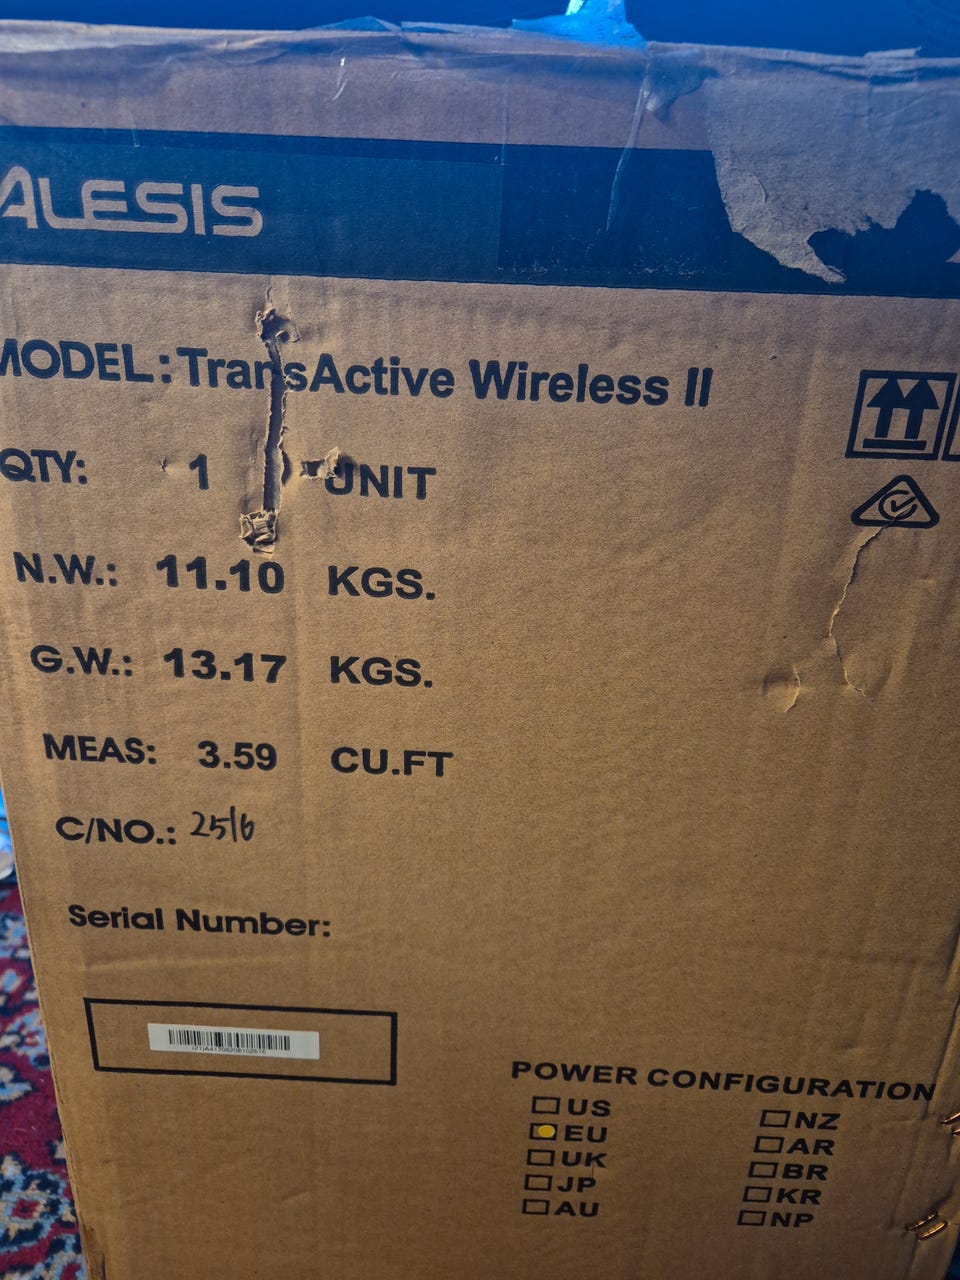 ALESIS
MODEL: TransActive Wireless II
QTY: 1 UNIT
N.W.: 11.10 KGS.
G.W.: 13.17 KGS.
MEAS: 3.59 CU.FT
C/NO.: 2516
Serial Number:
POWER CONFIGURATION
US
EU
UK
JP
AU
NZ
AR
BR
KR
NP